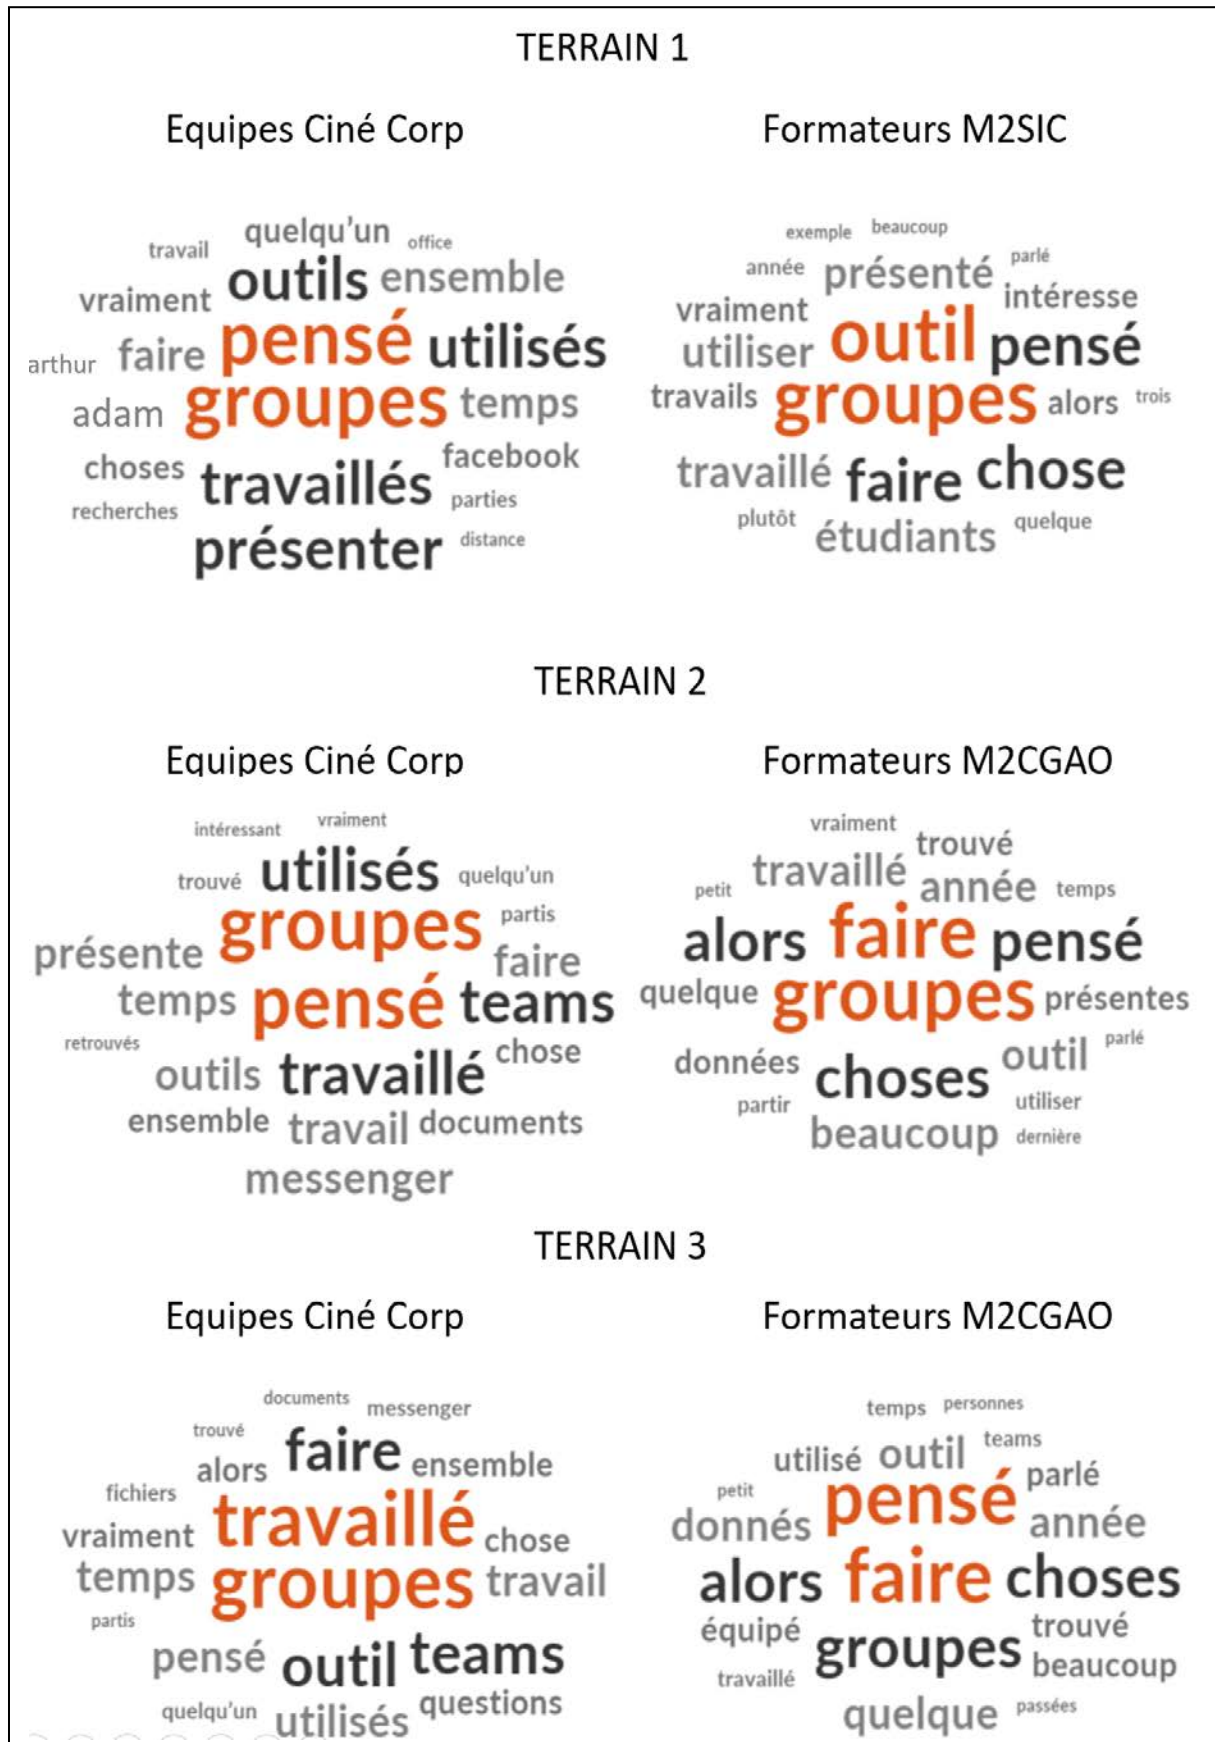 TERRAIN 1
Equipes Ciné Corp
quelqu'un
travail
office
outils ensemble
vraiment
pensé utilisés
arthur faire
adam groupes temps
choses
facebook
travaillés
recherches
parties
présenter
distance
Formateurs M2SIC
exemple beaucoup
année présenté parlé
vraiment
intéresse
utiliser outil pensé
travails groupes alors trois
travaillé faire chose
plutôt étudiants quelque
TERRAIN 2
Equipes Ciné Corp
intéressant vraiment
trouvé utilisés quelqu'un
groupes partis
présente
faire
temps pensé teams
retrouvés
outils travaillé chose
ensemble travail documents
messenger
Formateurs M2CGAO
vraiment
trouvé
travaillé
petit
année temps
alors faire pensé
quelque groupes présentes
données choses outil parlé
partir
utiliser
beaucoup dernière
TERRAIN 3
Equipes Ciné Corp
documents messenger
trouvé
faire
alors
ensemble
fichiers
vraiment travaillé chose
temps groupes travail
partis
pensé outil teams
quelqu'un utilisés questions
Formateurs M2CGAO
temps personnes
utilisé outil teams
petit
pensé parlé
donnés
année
alors faire choses
équipé
groupes trouvé
travaillé
beaucoup
quelque passées